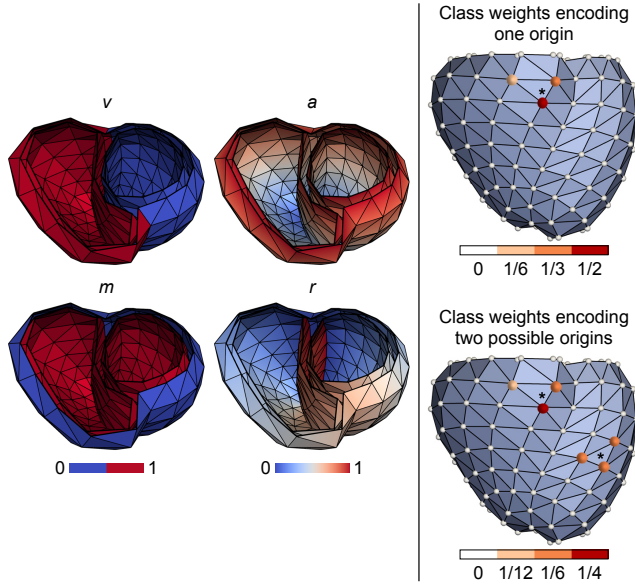 v
a
m
r
0
1
0
1
Class weights encoding
one origin
*
0
1/6
1/3
1/2
Class weights encoding
two possible origins
*
*
0
1/12
1/6
1/4